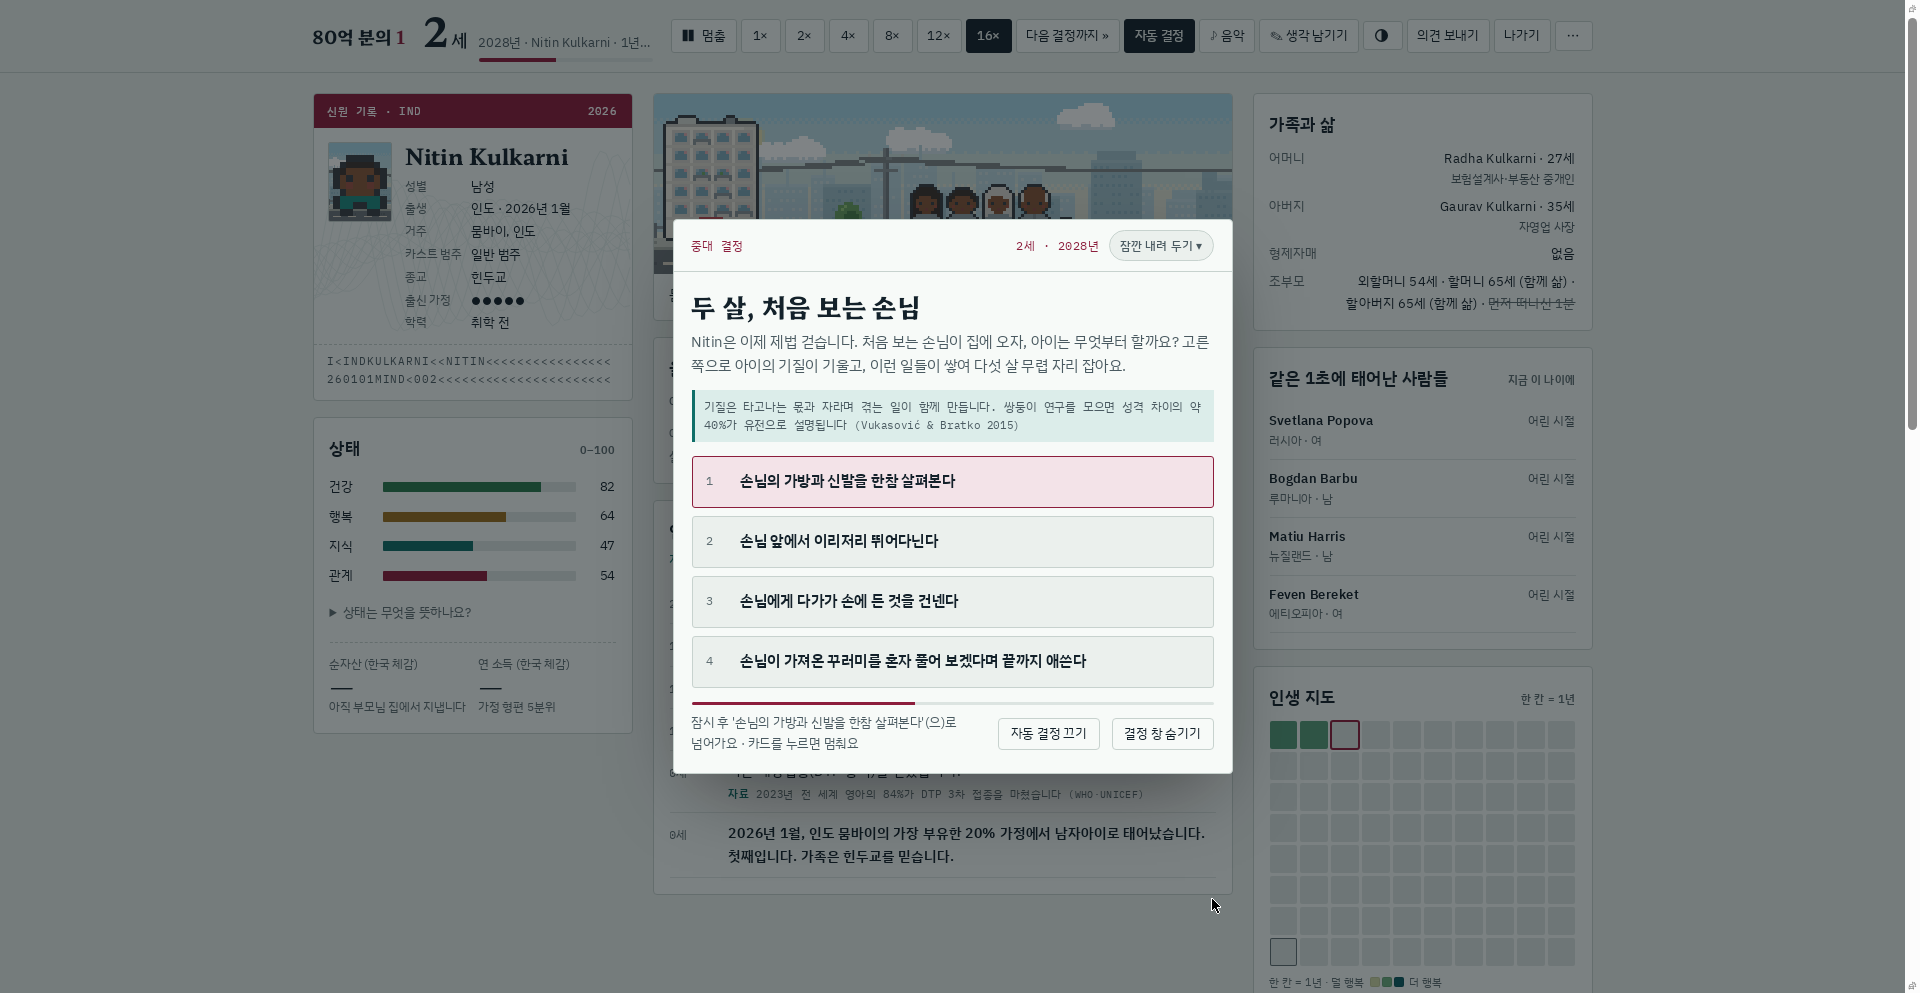 80억 분의 1
2세
2028년 · Nitin Kulkarni · 1년...
멈춤
1×
2×
4×
8×
12×
16×
다음 결정까지 »
자동 결정
♪ 음악
✎ 생각 남기기
의견 보내기
나가기
···
신원 기록 · IND
2026
Nitin Kulkarni
성별 남성
출생 인도 · 2026년 1월
거주 뭄바이, 인도
카스트 범주 일반 범주
종교 힌두교
출신 가정 ●●●●●
학력 취학 전
I<INDKULKARNI<<NITIN<<<<<<<<<<<<<<<<<
260101MIND<002<<<<<<<<<<<<<<<<<<<<<<<
상태
0–100
건강 82
행복 64
지식 47
관계 54
▶ 상태는 무엇을 뜻하나요?
순자산 (한국 체감)
연 소득 (한국 체감)
—
—
아직 부모님 집에서 지냅니다
가정 형편 5분위
중대 결정
2세 · 2028년
잠깐 내려 두기 ▾
두 살, 처음 보는 손님
Nitin은 이제 제법 걷습니다. 처음 보는 손님이 집에 오자, 아이는 무엇부터 할까요? 고른
쪽으로 아이의 기질이 기울고, 이런 일들이 쌓여 다섯 살 무렵 자리 잡아요.
기질은 타고나는 몫과 자라며 겪는 일이 함께 만듭니다. 쌍둥이 연구를 모으면 성격 차이의 약
40%가 유전으로 설명됩니다 (Vukasović & Bratko 2015)
1 손님의 가방과 신발을 한참 살펴본다
2 손님 앞에서 이리저리 뛰어다닌다
3 손님에게 다가가 손에 든 것을 건넨다
4 손님이 가져온 꾸러미를 혼자 풀어 보겠다며 끝까지 애쓴다
잠시 후 '손님의 가방과 신발을 한참 살펴본다'(으)로
넘어가요 · 카드를 누르면 멈춰요
자동 결정 끄기
결정 창 숨기기
자료 2023년 전 세계 영아의 84%가 DTP 3차 접종을 마쳤습니다 (WHO·UNICEF)
0세
2026년 1월, 인도 뭄바이의 가장 부유한 20% 가정에서 남자아이로 태어났습니다.
첫째입니다. 가족은 힌두교를 믿습니다.
가족과 삶
어머니 Radha Kulkarni · 27세
보험설계사·부동산 중개인
아버지 Gaurav Kulkarni · 35세
자영업 사장
형제자매 없음
조부모 외할머니 54세 · 할머니 65세 (함께 삶) ·
할아버지 65세 (함께 삶) · 먼저 떠나신 1분
같은 1초에 태어난 사람들
지금 이 나이에
Svetlana Popova 어린 시절
러시아 · 여
Bogdan Barbu 어린 시절
루마니아 · 남
Matiu Harris 어린 시절
뉴질랜드 · 남
Feven Bereket 어린 시절
에티오피아 · 여
인생 지도
한 칸 = 1년
한 칸 = 1년 · 덜 행복
더 행복